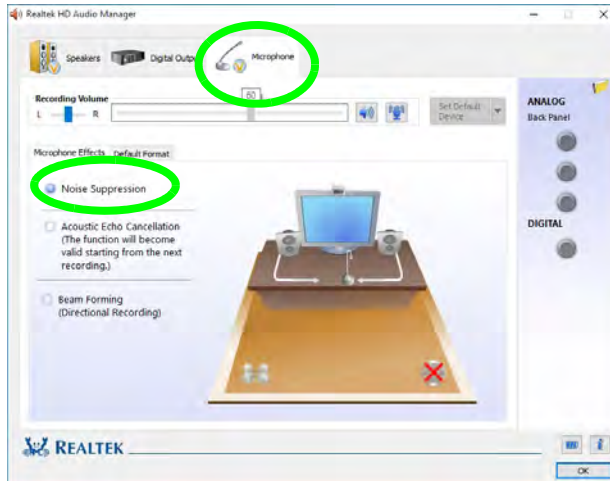 Realtek HD Audio Manager
Speakers
Digital Outpu
Microphone
Recording Volume
60
L
R
Set Default
Device
ANALOG
Back Panel
Microphone Effects
Default Format
Noise Suppression
Acoustic Echo Cancellation
(The function will become
valid starting from the next
recording.)
DIGITAL
Beam Forming
(Directional Recording)
REALTEK
OK